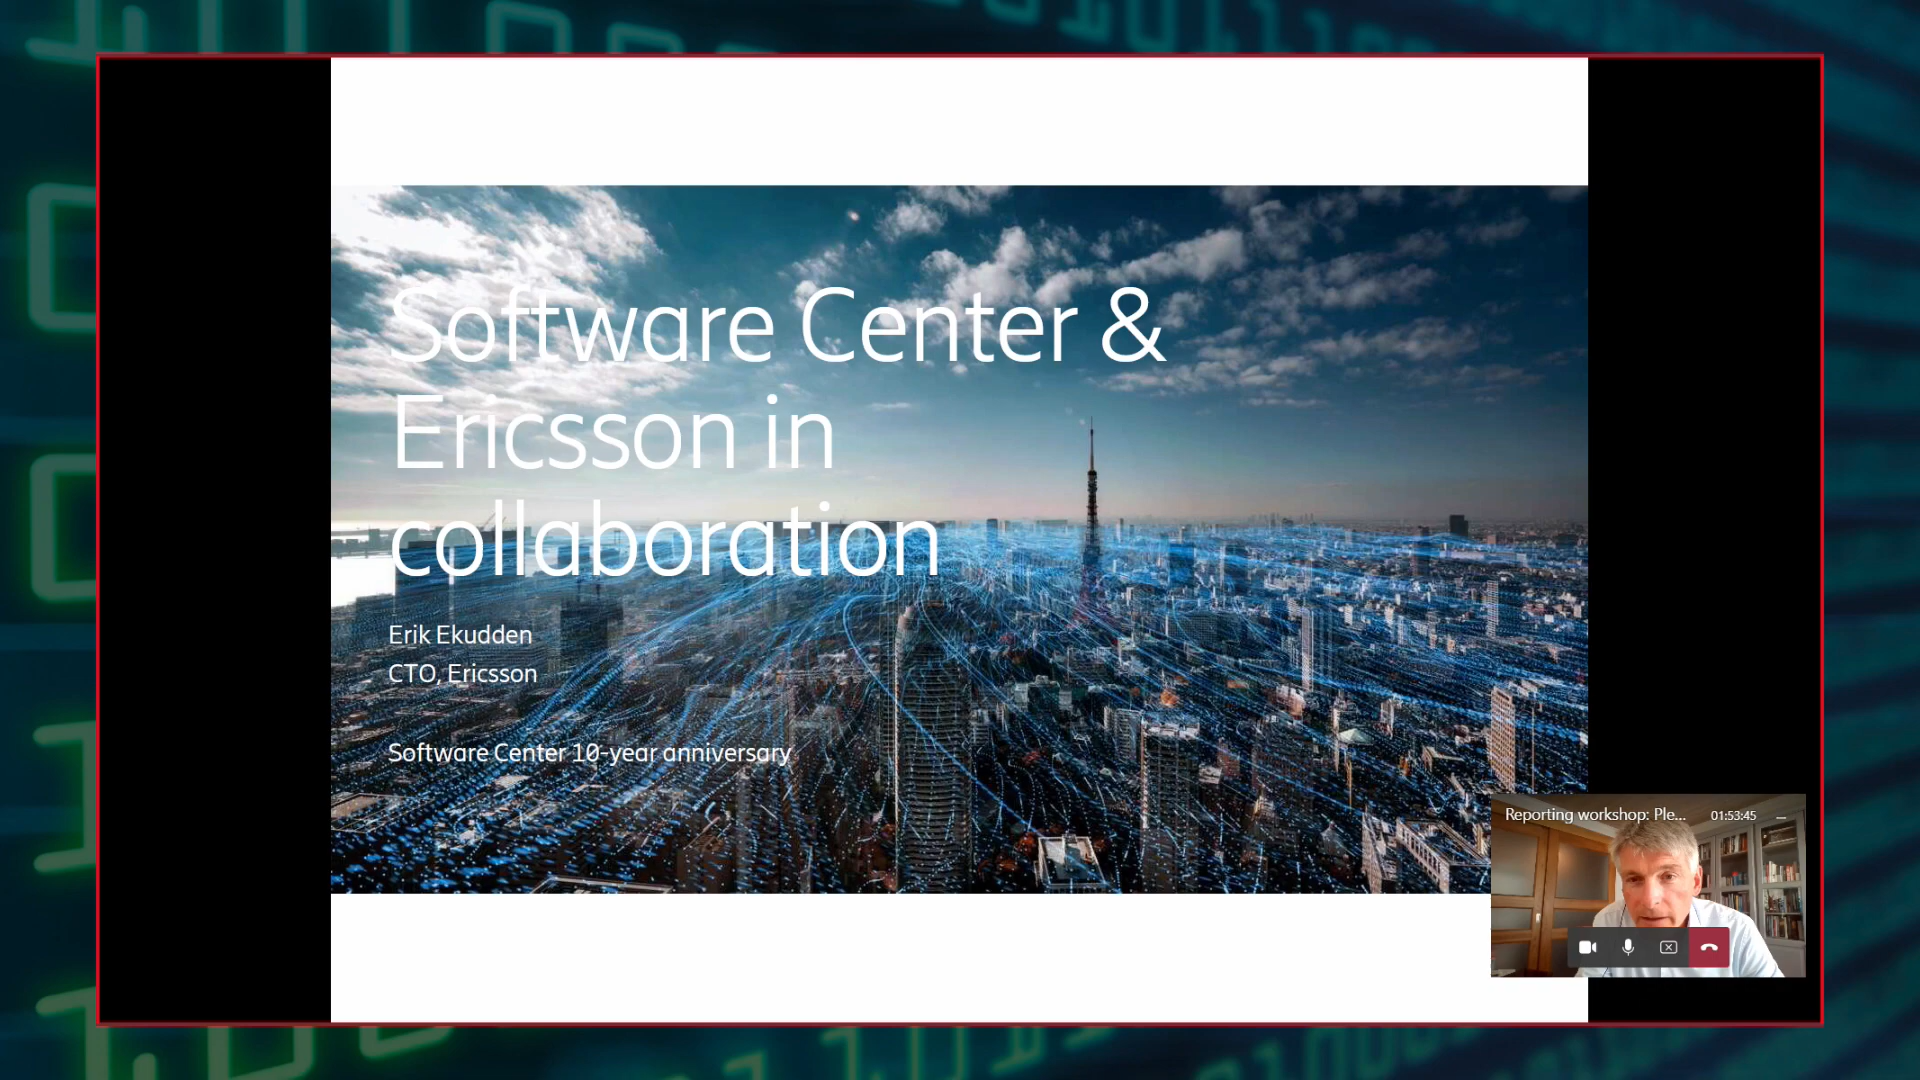 Software Center &
Ericsson in
collaboration
Erik Ekudden
CTO, Ericsson
Software Center 10-year anniversary
Reporting workshop: Ple... 01:53:45